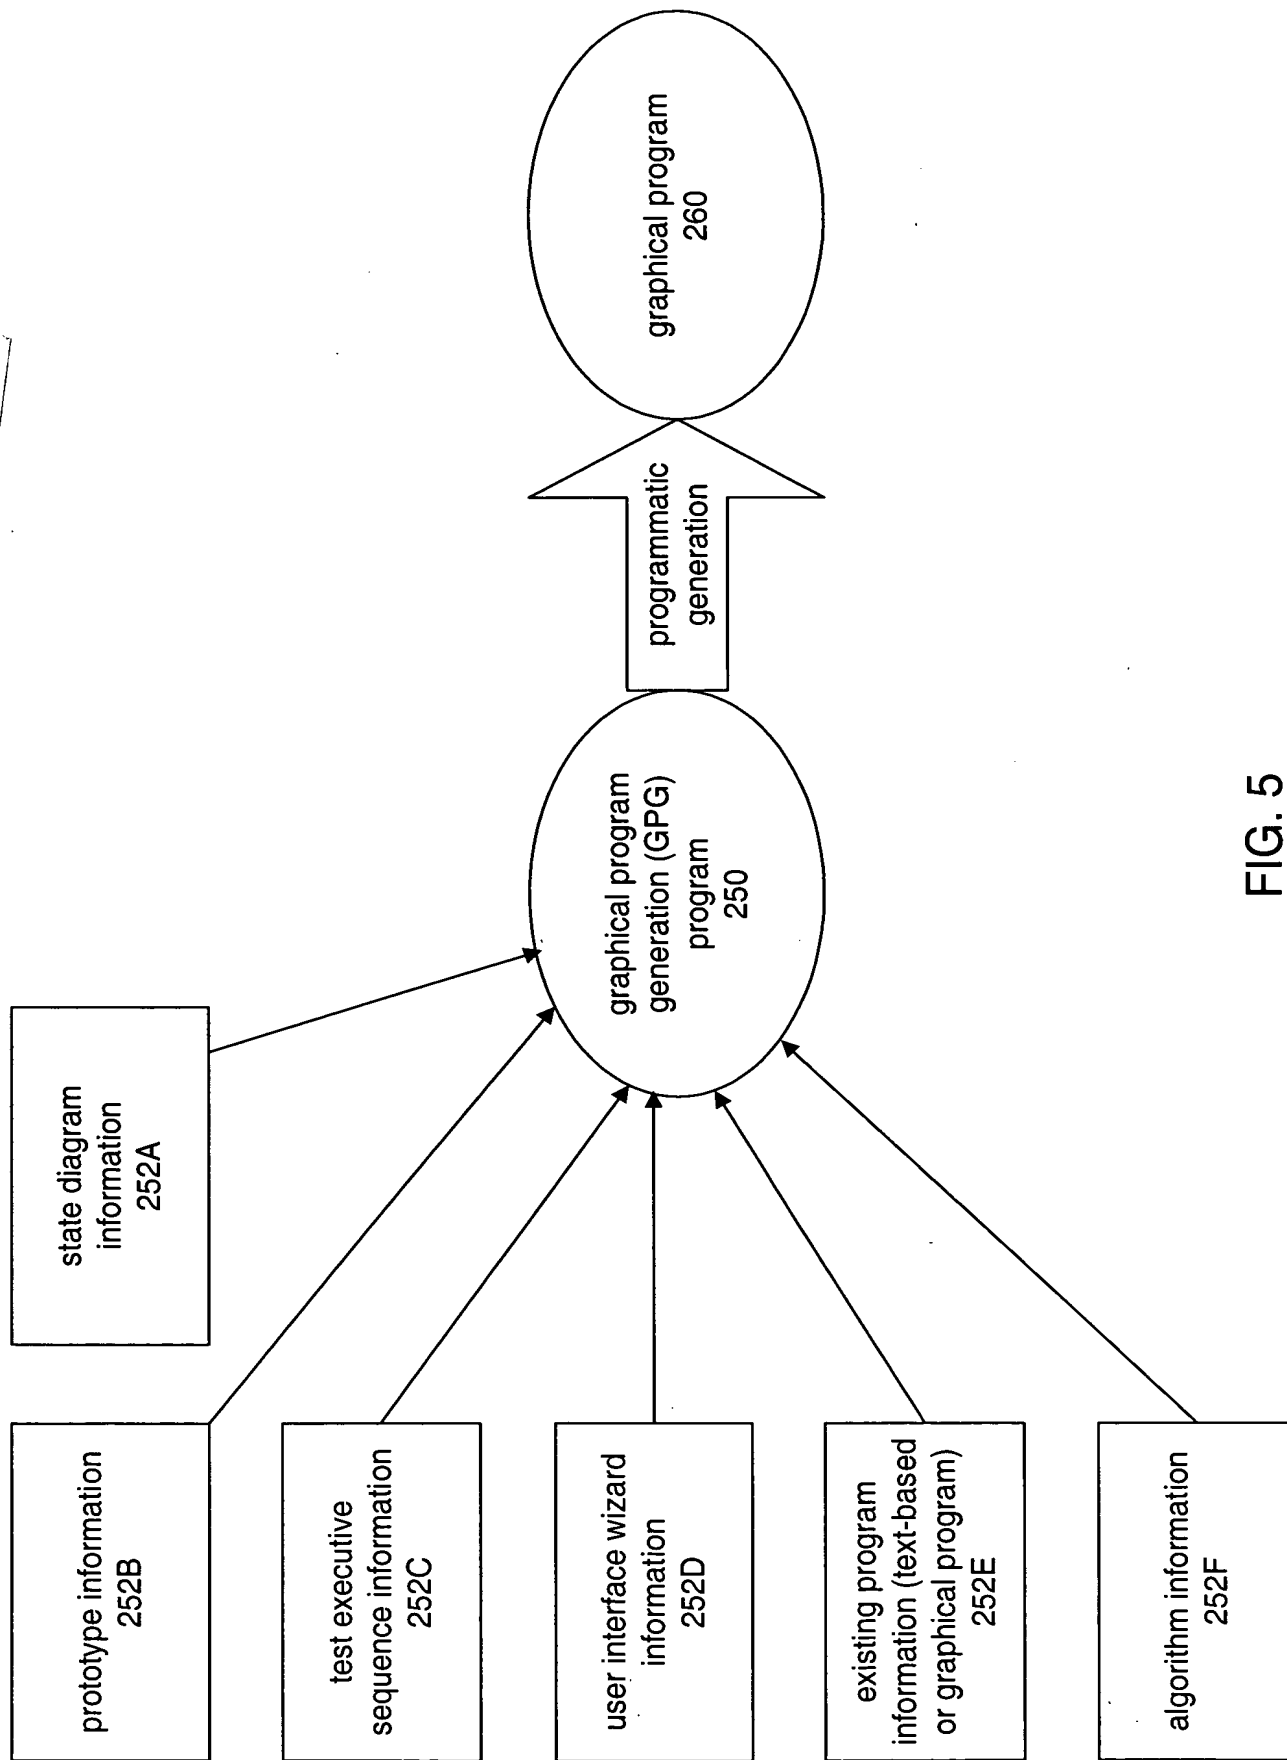 state diagram
information
252A
prototype information
252B
test executive
sequence information
252C
user interface wizard
information
252D
existing program
information (text-based
or graphical program)
252E
algorithm information
252F
graphical program
generation (GPG)
program
250
programmatic
generation
graphical program
260
FIG. 5